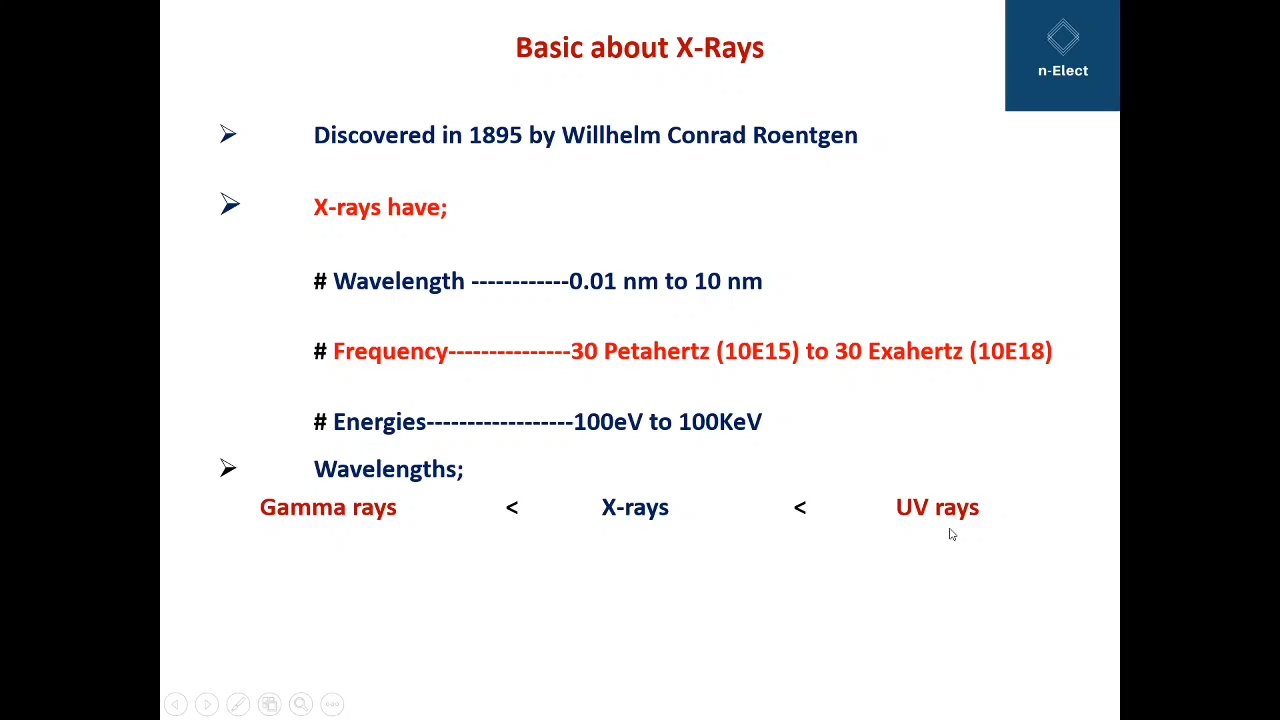 Basic about X-Rays
n-Elect
Discovered in 1895 by Willhelm Conrad Roentgen
X-rays have;
# Wavelength ------------0.01 nm to 10 nm
# Frequency---------------30 Petahertz (10E15) to 30 Exahertz (10E18)
# Energies------------------100eV to 100KeV
Wavelengths;
Gamma rays < X-rays < UV rays